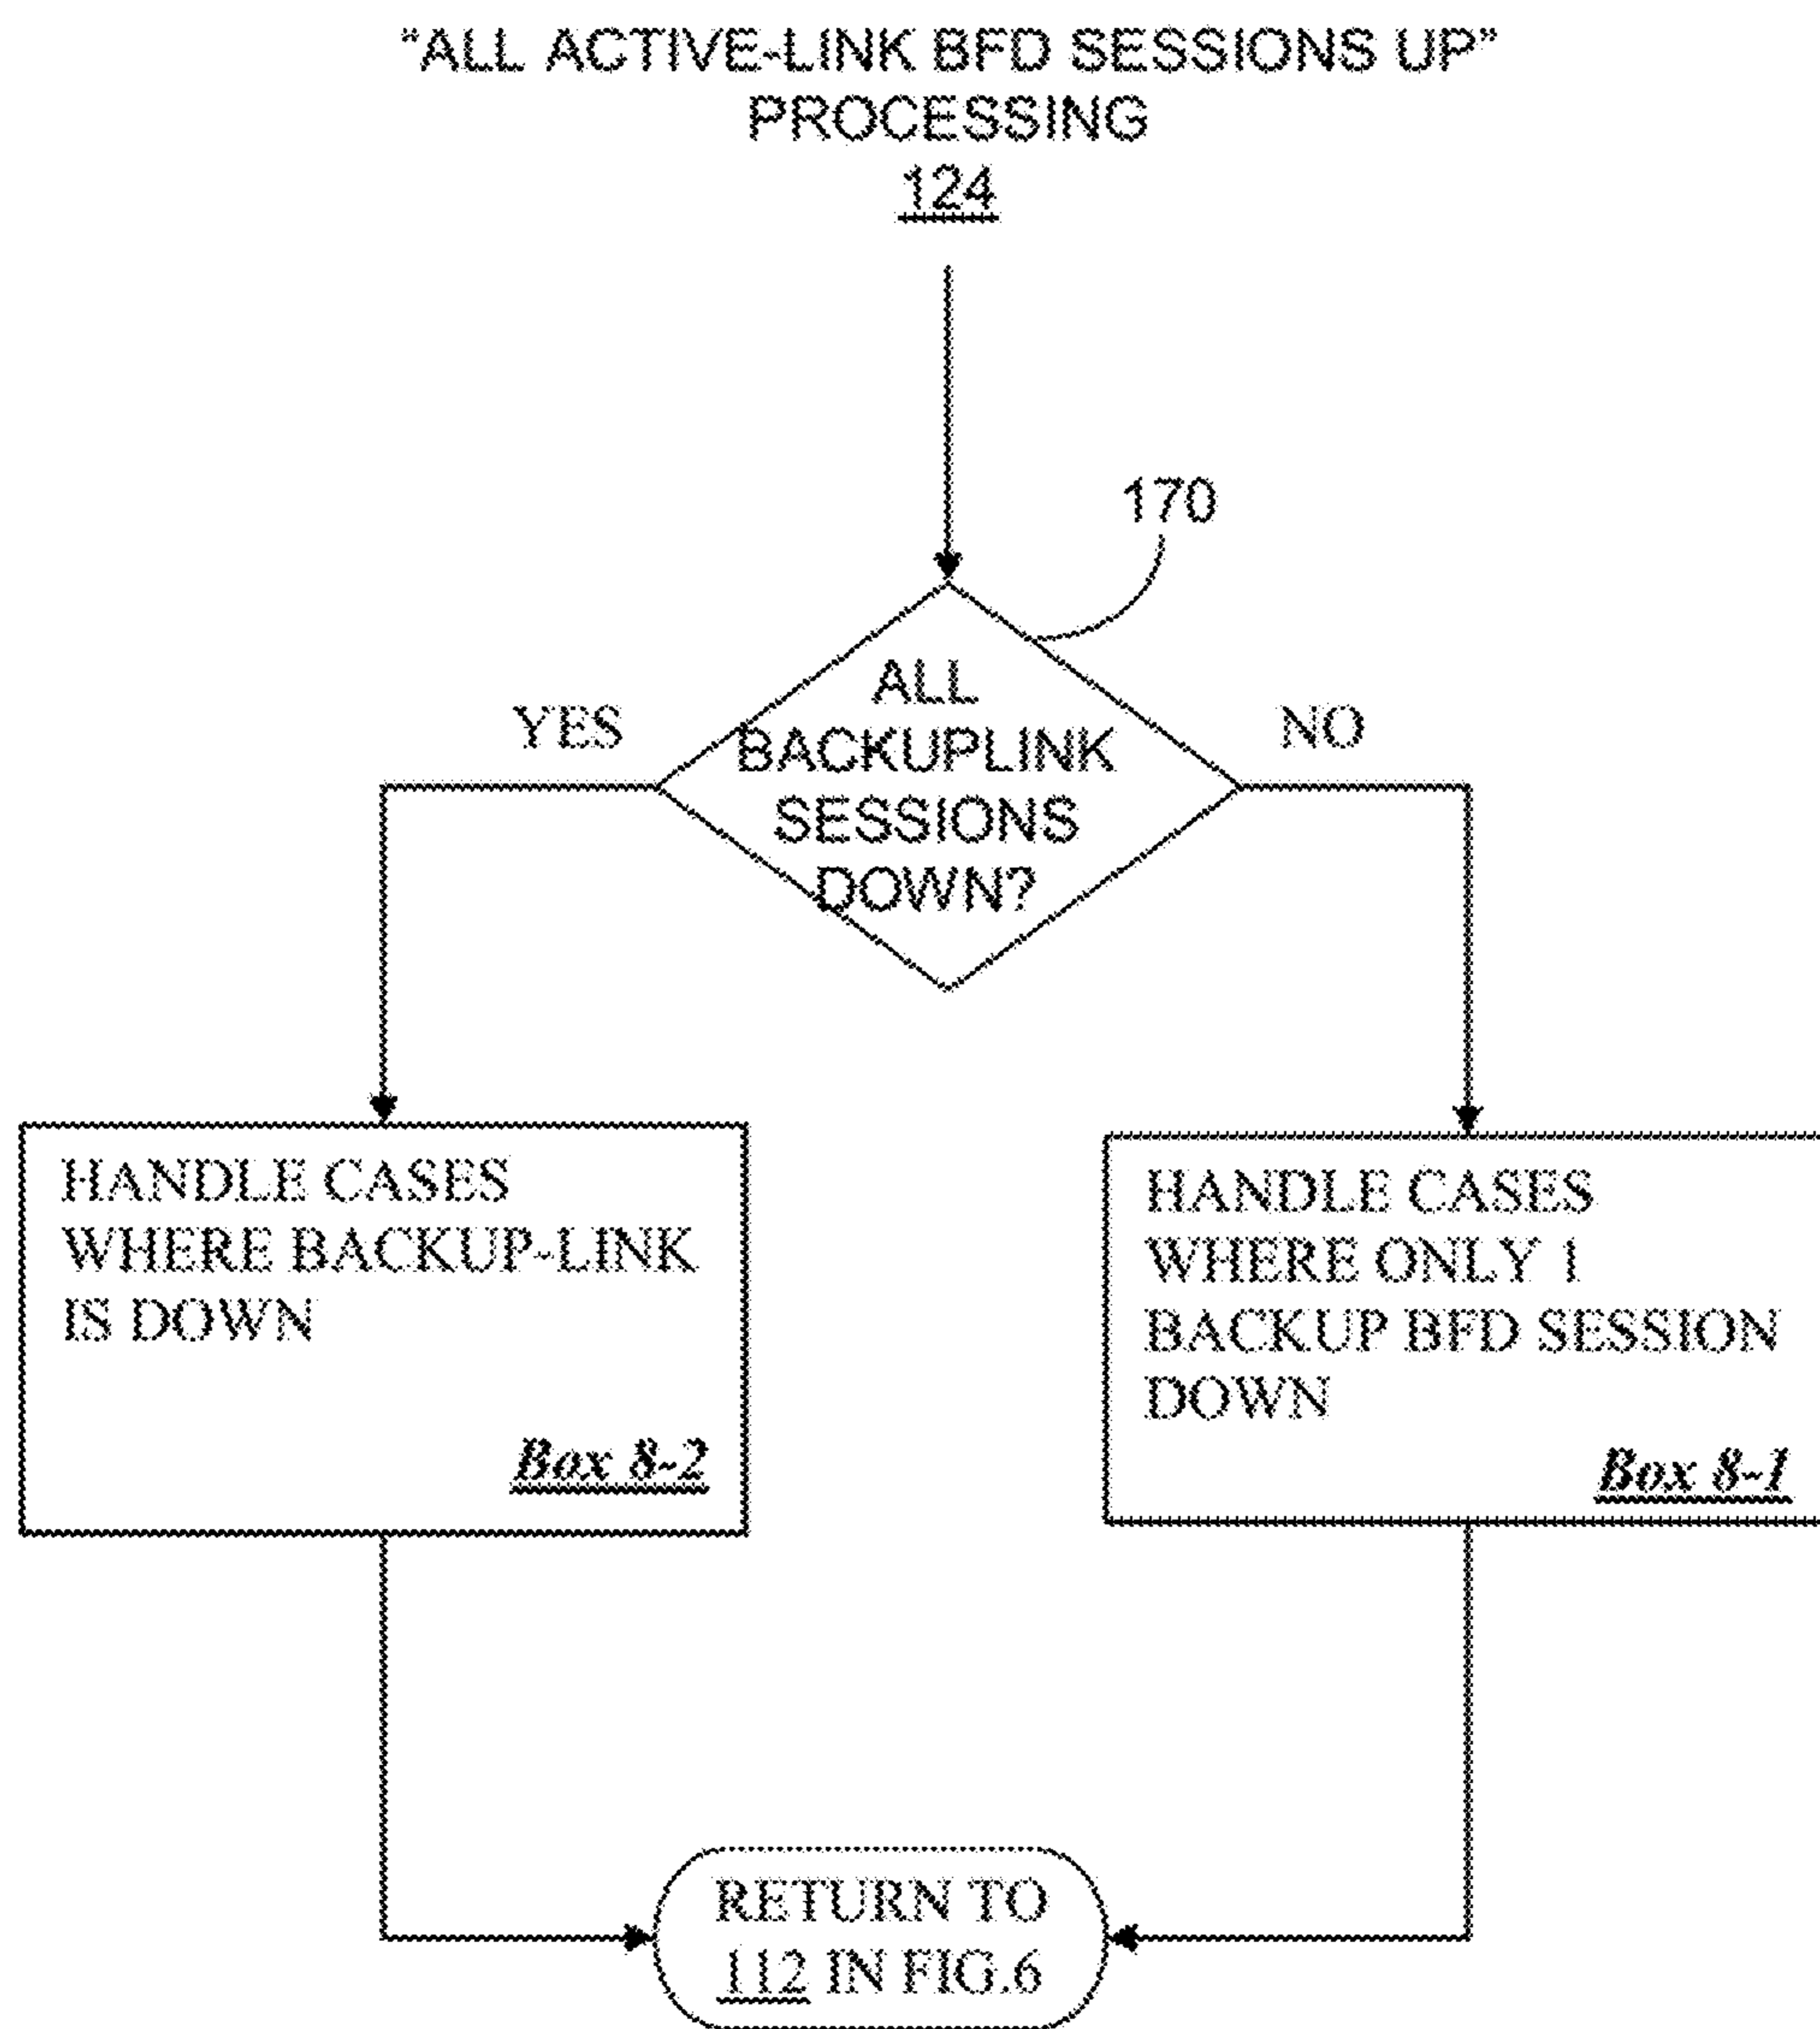 "ALL ACTIVE-LINK BFD SESSIONS UP"
PROCESSING
124
170
ALL
BACKUPLINK
SESSIONS
DOWN?
YES
NO
HANDLE CASES
WHERE BACKUP-LINK
IS DOWN
Box 8-2
HANDLE CASES
WHERE ONLY 1
BACKUP BFD SESSION
DOWN
Box 8-1
RETURN TO
112 IN FIG.6